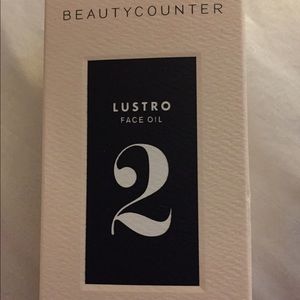 BEAUTYCOUNTER
LUSTRO
FACE OIL
2